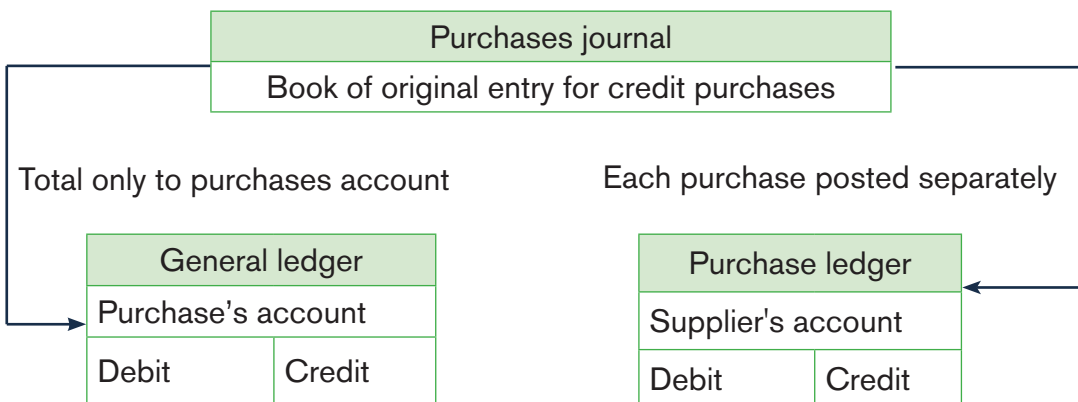 Purchases journal
Book of original entry for credit purchases
Total only to purchases account
Each purchase posted separately
General ledger
Purchase’s account
Debit Credit
Purchase ledger
Supplier's account
Debit Credit